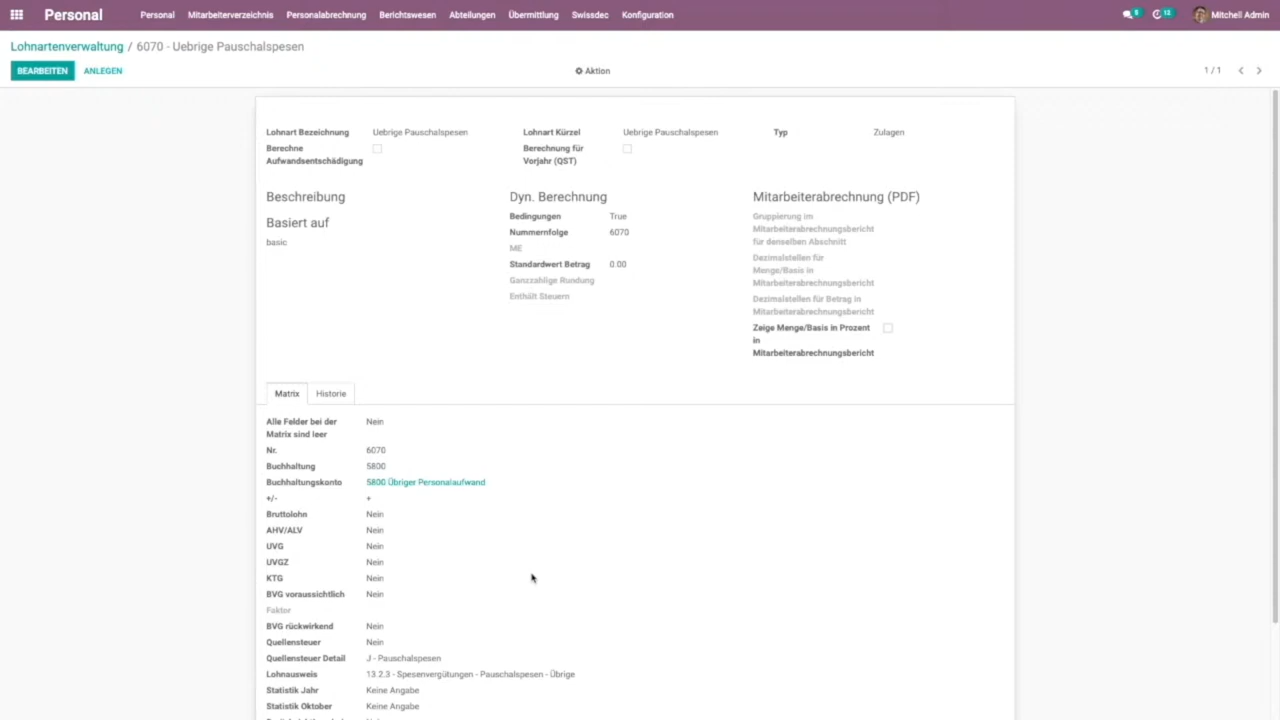 Personal
Personal Mitarbeiterverzeichnis Personalabrechnung Berichtswesen Abteilungen Übermittlung Swissdec Konfiguration
Mitchell Admin
Lohnartenverwaltung / 6070 - Uebrige Pauschalspesen
BEARBEITEN ANLEGEN
Aktion
1 / 1
Lohnart Bezeichnung Uebrige Pauschalspesen
Berechne
Aufwandsentschädigung
Lohnart Kürzel Uebrige Pauschalspesen
Berechnung für
Vorjahr (QST)
Typ Zulagen
Beschreibung
Basiert auf
basic
Dyn. Berechnung
Bedingungen True
Nummernfolge 6070
ME
Standardwert Betrag 0.00
Ganzzahlige Rundung
Enthält Steuern
Mitarbeiterabrechnung (PDF)
Gruppierung im
Mitarbeiterabrechnungsbericht
für denselben Abschnitt
Dezimalstellen für
Menge/Basis in
Mitarbeiterabrechnungsbericht
Dezimalstellen für Betrag in
Mitarbeiterabrechnungsbericht
Zeige Menge/Basis in Prozent
in
Mitarbeiterabrechnungsbericht
Matrix Historie
Alle Felder bei der Nein
Matrix sind leer
Nr. 6070
Buchhaltung 5800
Buchhaltungskonto 5800 Übriger Personalaufwand
+/- +
Bruttolohn Nein
AHV/ALV Nein
UVG Nein
UVGZ Nein
KTG Nein
BVG voraussichtlich Nein
Faktor
BVG rückwirkend Nein
Quellensteuer Nein
Quellensteuer Detail J - Pauschalspesen
Lohnausweis 13.2.3 - Spesenvergütungen - Pauschalspesen - Übrige
Statistik Jahr Keine Angabe
Statistik Oktober Keine Angabe